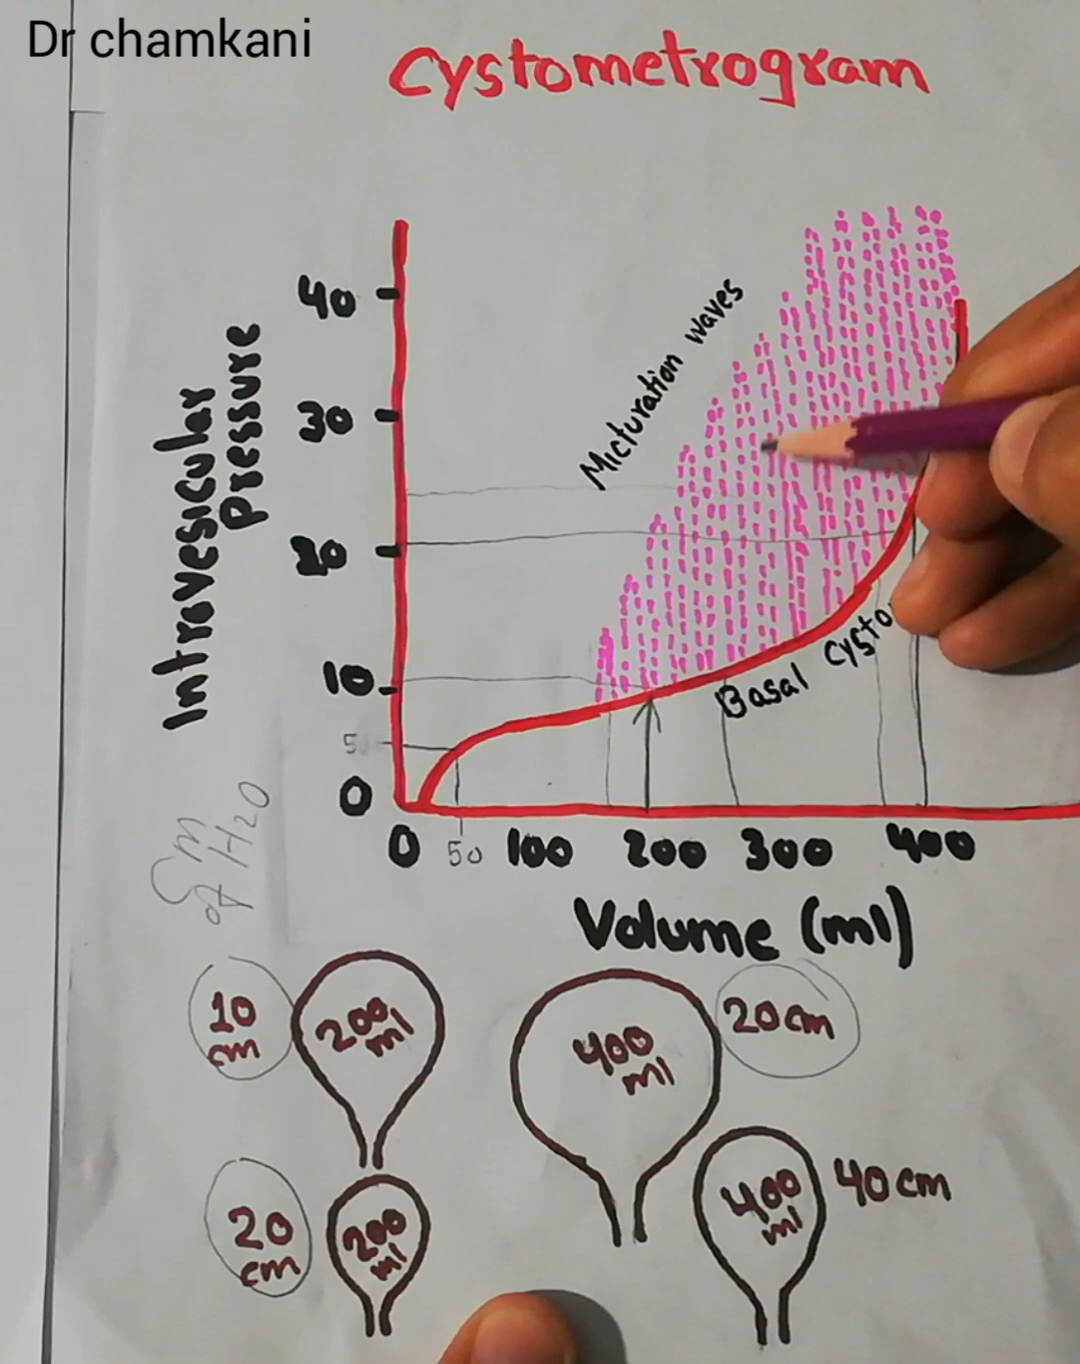 Dr chamkani
Cystometrogram
Intravesicular
Pressure
Cm
of H2O
40
30
20
10
5
0
Micturation waves
Basal Cysto
0 50 100 200 300 400
Volume (ml)
10
cm
200
ml
400
ml
20cm
20
cm
200
ml
400
ml
40cm